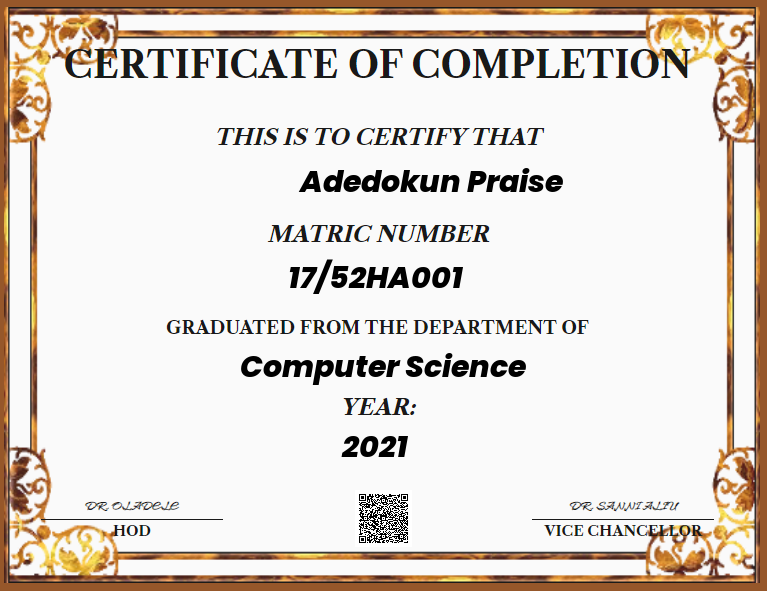 CERTIFICATE OF COMPLETION
THIS IS TO CERTIFY THAT
Adedokun Praise
MATRIC NUMBER
17/52HA001
GRADUATED FROM THE DEPARTMENT OF
Computer Science
YEAR:
2021
DR. OLADELE
DR. SANNI ALIU
HOD
VICE CHANCELLOR